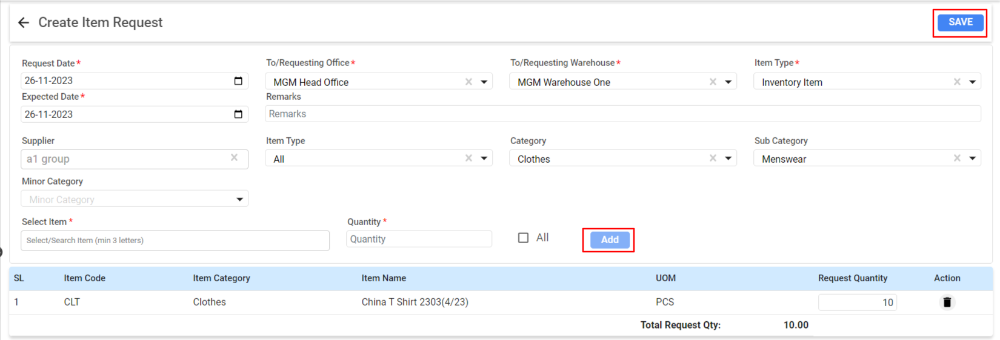 Create Item Request
SAVE
Request Date* To/Requesting Office* To/Requesting Warehouse* Item Type*
26-11-2023 MGM Head Office MGM Warehouse One Inventory Item
Expected Date* Remarks
26-11-2023 Remarks
Supplier Item Type Category Sub Category
a1 group All Clothes Menswear
Minor Category
Minor Category
Select Item * Quantity *
Select/Search Item (min 3 letters) Quantity All Add
SL Item Code Item Category Item Name UOM Request Quantity Action
1 CLT Clothes China T Shirt 2303(4/23) PCS 10
Total Request Qty: 10.00